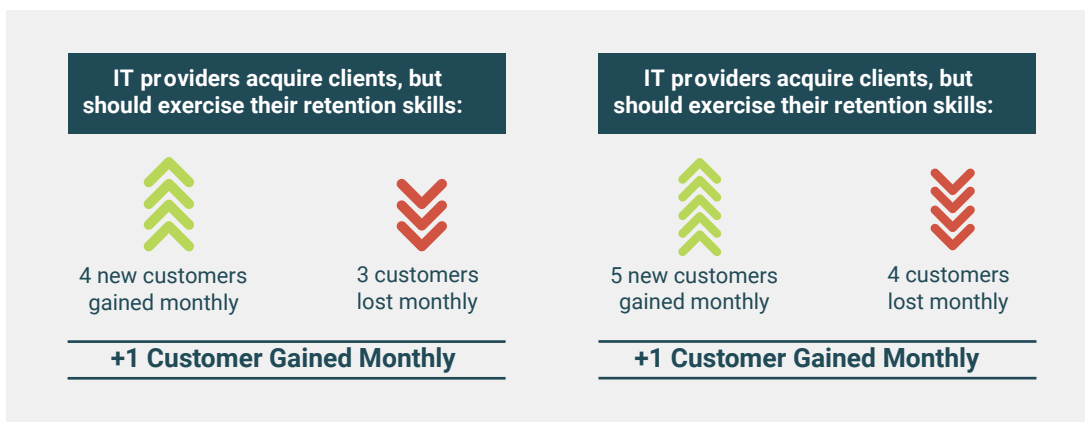 IT providers acquire clients, but
should exercise their retention skills:
4 new customers
gained monthly
3 customers
lost monthly
+1 Customer Gained Monthly
IT providers acquire clients, but
should exercise their retention skills:
5 new customers
gained monthly
4 customers
lost monthly
+1 Customer Gained Monthly